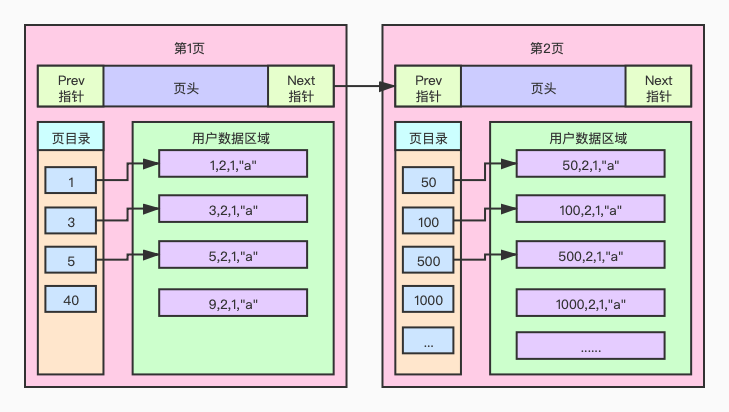 第1页
Prev
指针
页头
Next
指针
页目录
1
3
5
40
用户数据区域
1,2,1,"a"
3,2,1,"a"
5,2,1,"a"
9,2,1,"a"
第2页
Prev
指针
页头
Next
指针
页目录
50
100
500
1000
...
用户数据区域
50,2,1,"a"
100,2,1,"a"
500,2,1,"a"
1000,2,1,"a"
......